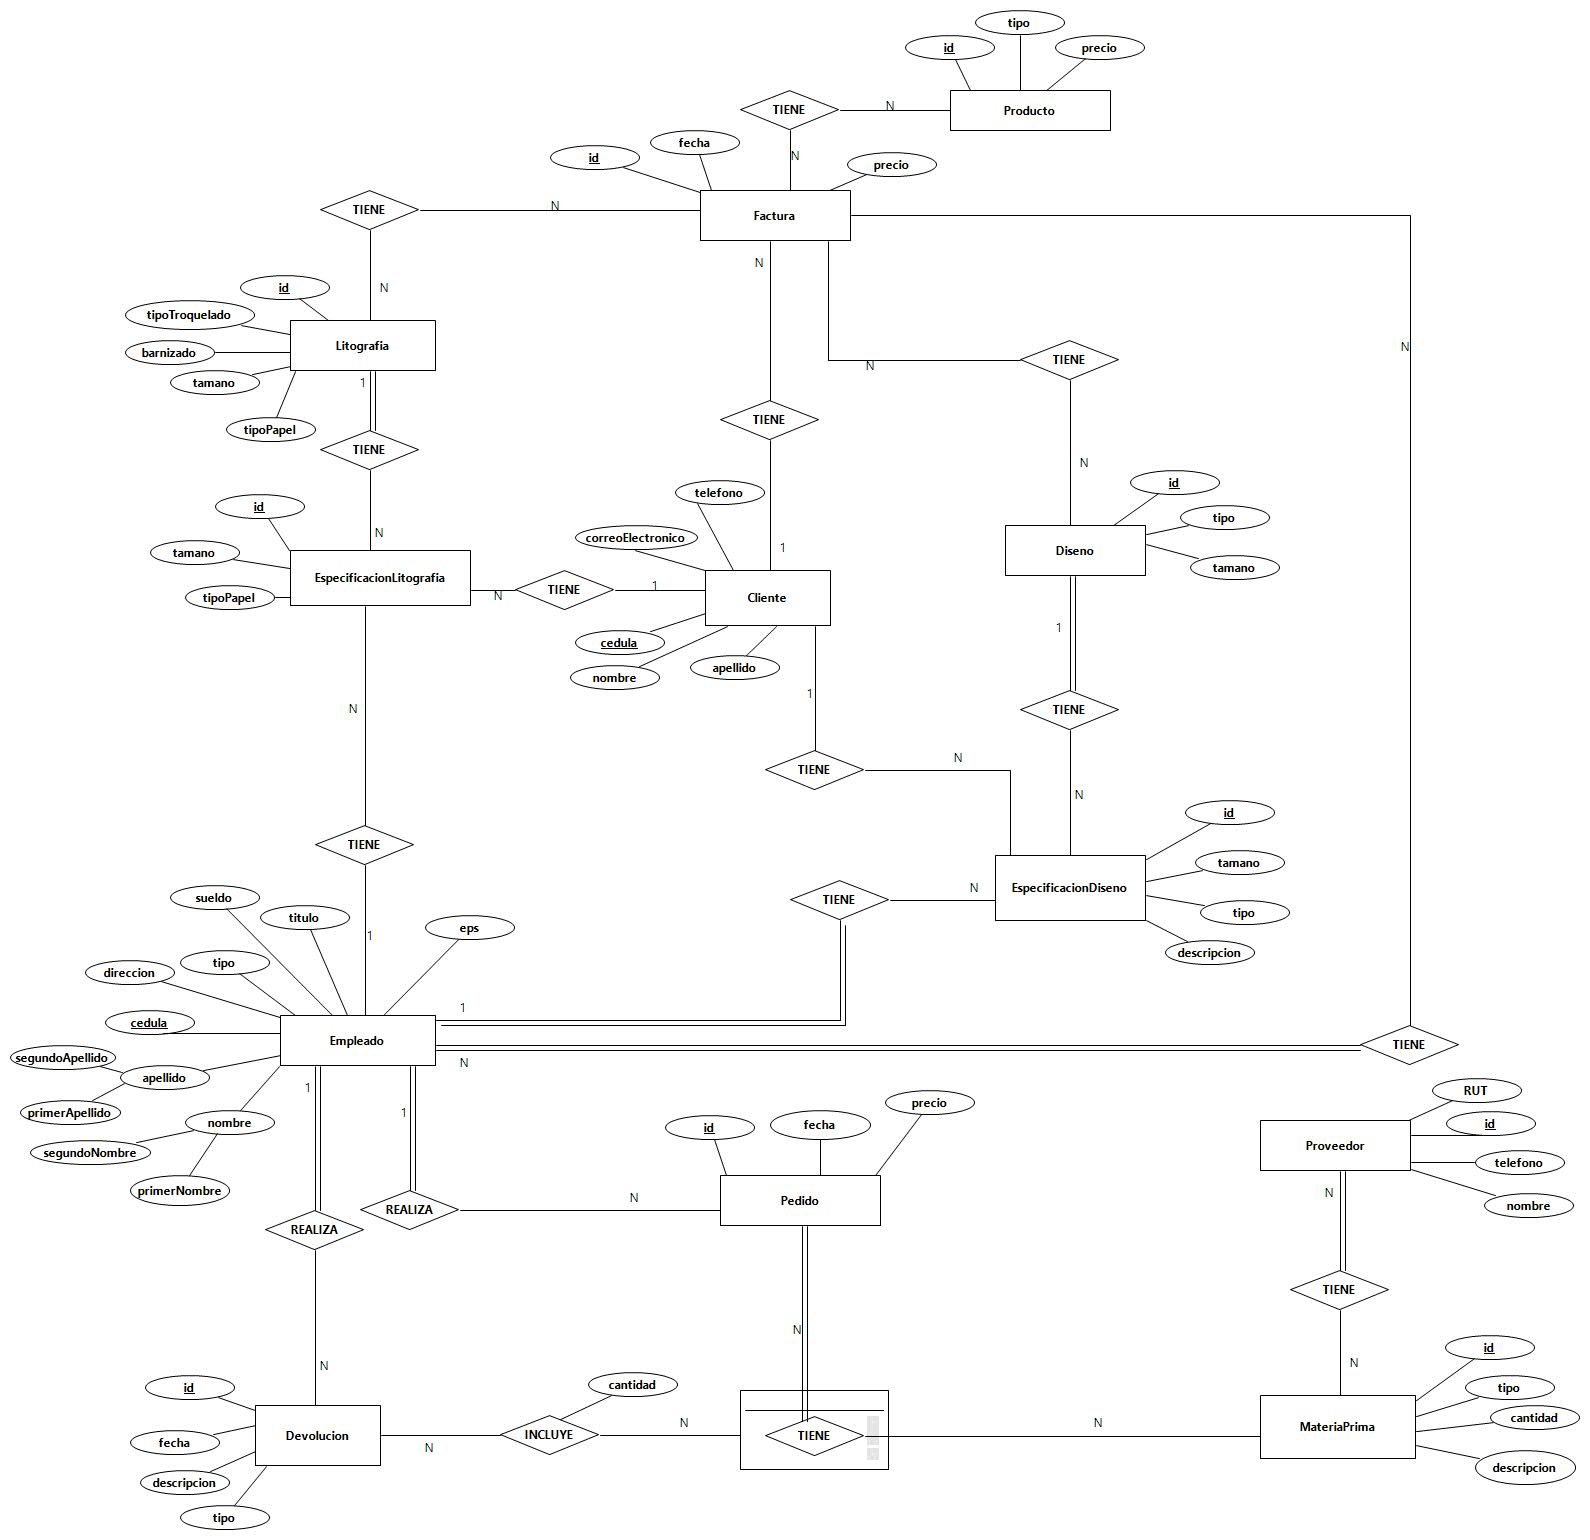 tipo
id
precio
Producto
TIENE
N
N
id
fecha
precio
Factura
TIENE
N
N
id
tipoTroquelado
barnizado
tamano
tipoPapel
Litografia
1
TIENE
N
N
TIENE
1
N
TIENE
N
N
id
tipo
tamano
Diseno
id
tamano
tipoPapel
EspecificacionLitografia
N
TIENE
1
telefono
correoElectronico
Cliente
cedula
nombre
apellido
1
TIENE
N
1
TIENE
N
N
TIENE
1
id
tamano
tipo
descripcion
EspecificacionDiseno
TIENE
N
1
sueldo
titulo
eps
tipo
direccion
cedula
Empleado
segundoApellido
apellido
primerApellido
nombre
segundoNombre
primerNombre
N
TIENE
1
REALIZA
1
REALIZA
N
id
fecha
precio
Pedido
RUT
id
telefono
nombre
Proveedor
N
TIENE
N
N
N
id
fecha
descripcion
tipo
Devolucion
N
INCLUYE
cantidad
N
TIENE
N
id
tipo
cantidad
descripcion
MateriaPrima